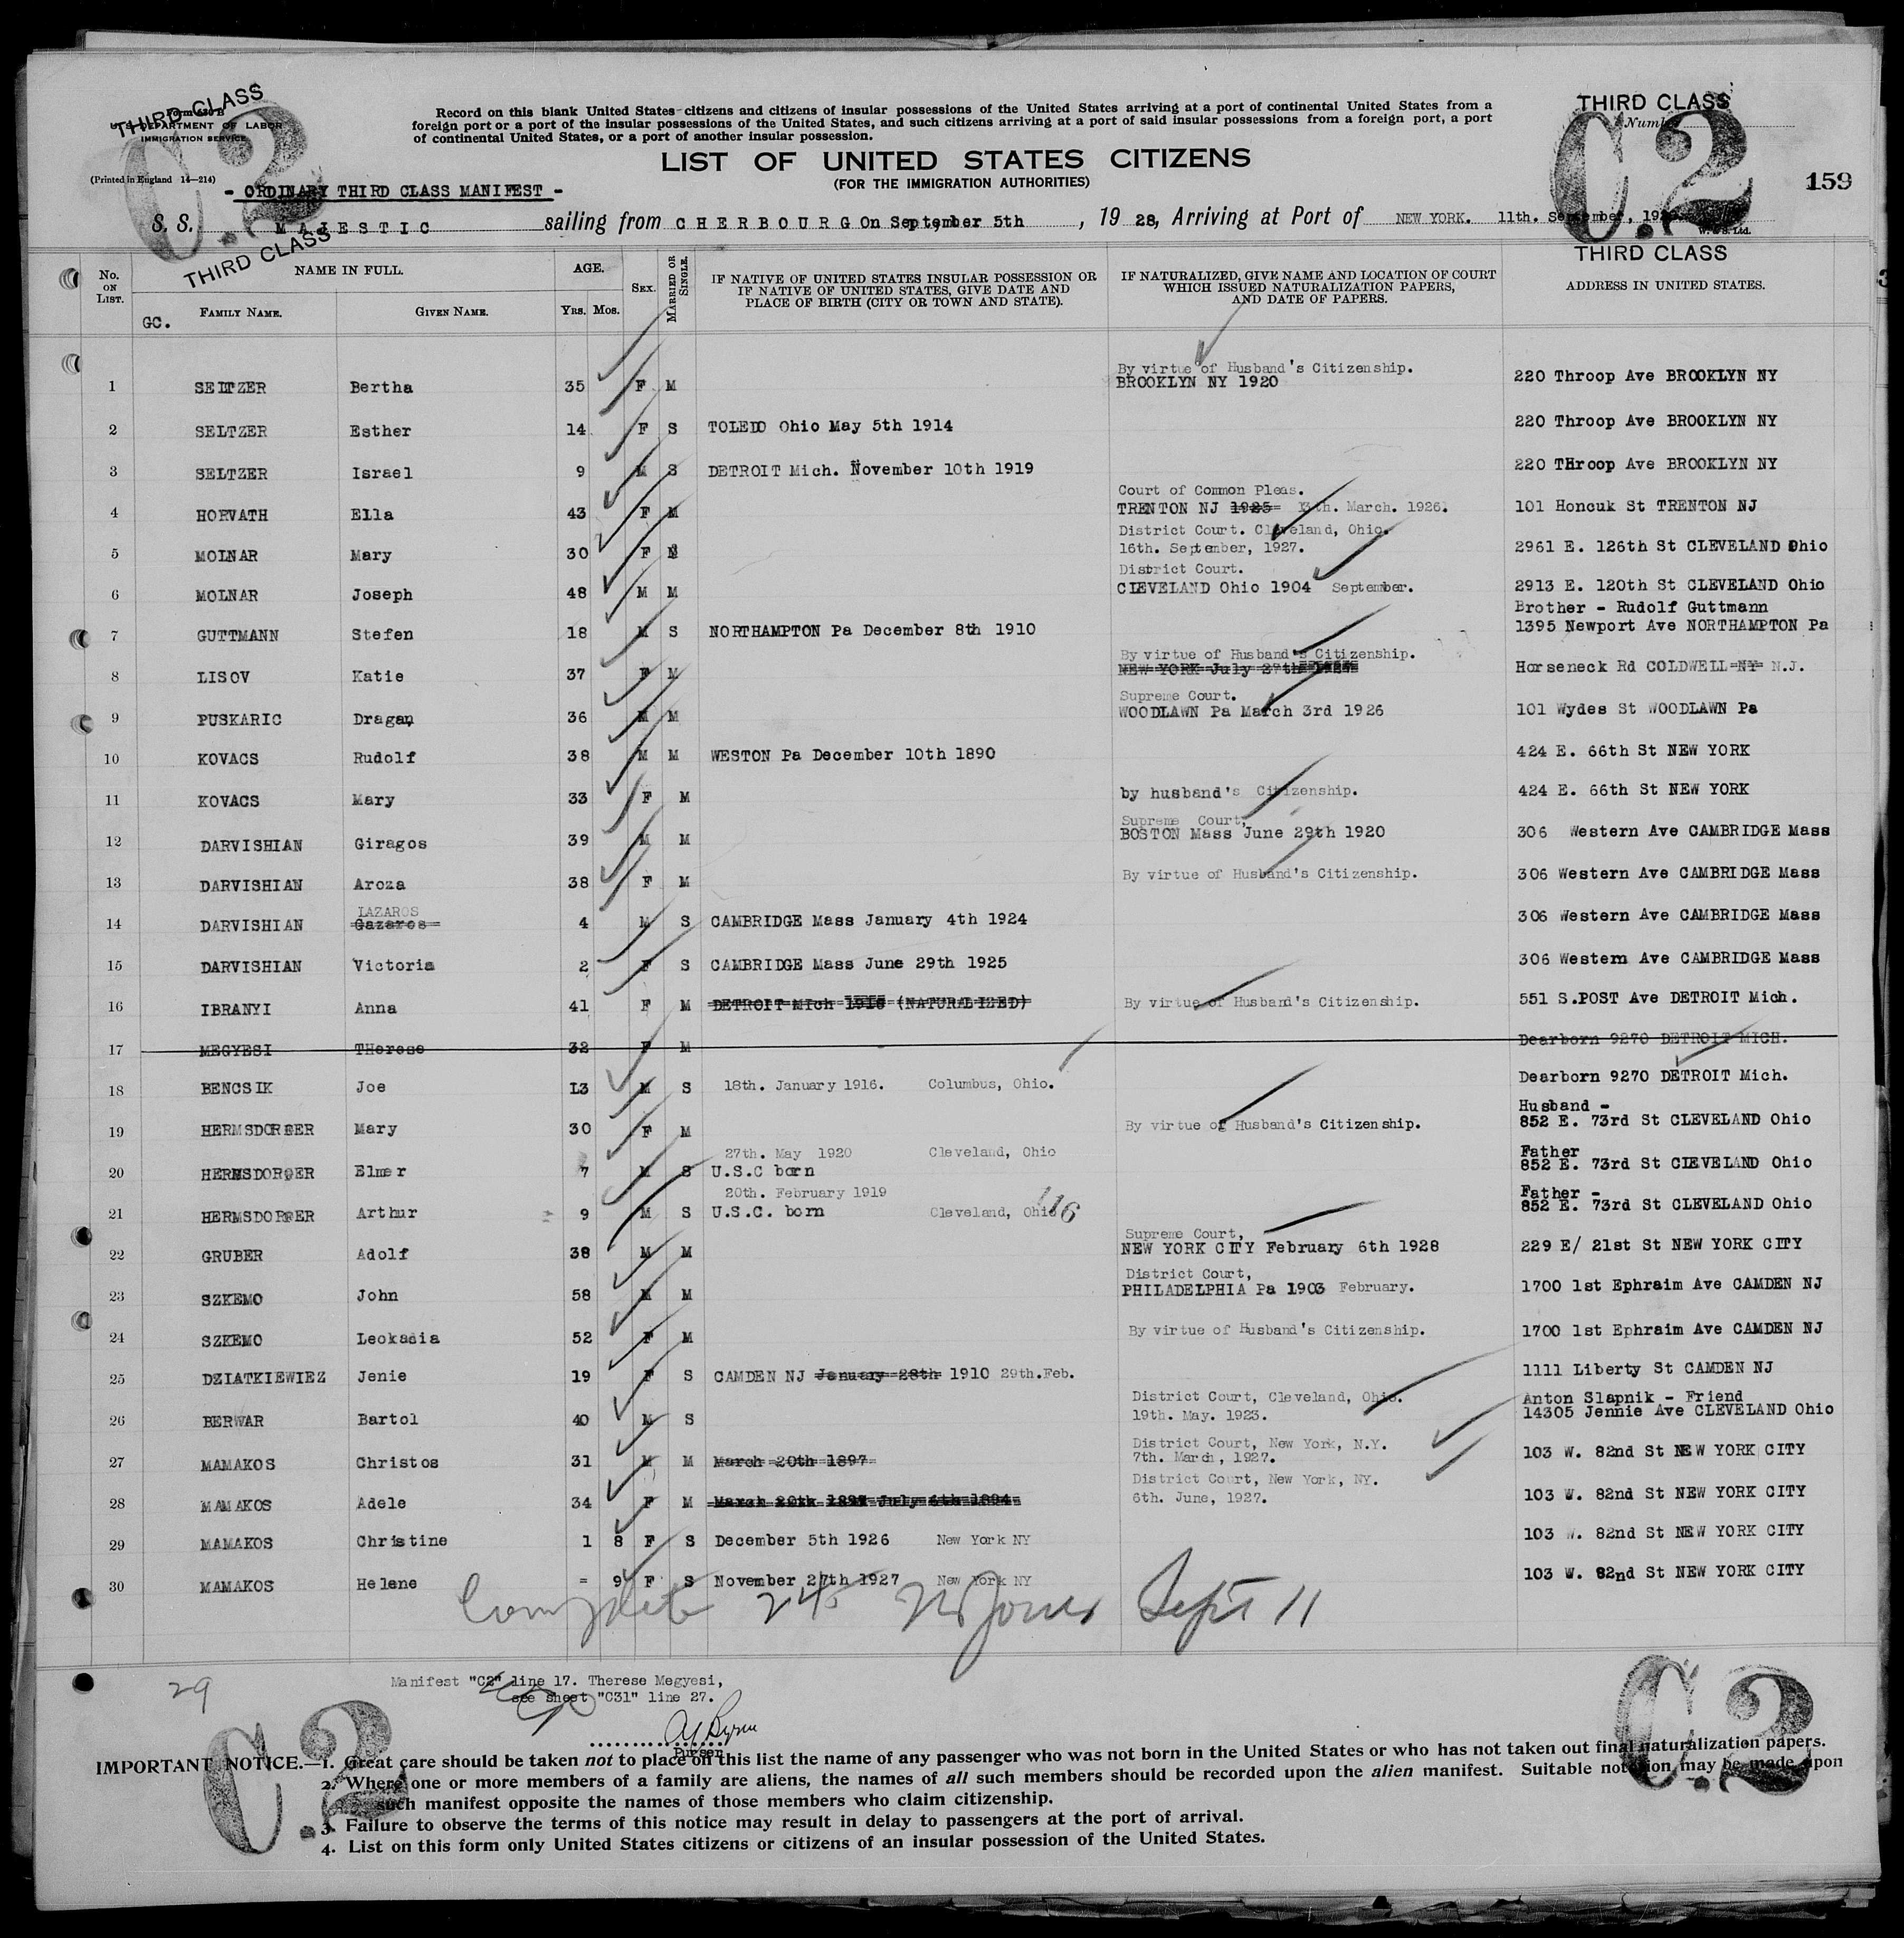 THIRD CLASS
Form 630 B
U. S. DEPARTMENT OF LABOR
IMMIGRATION SERVICE
(Printed in England 14—214)
C.2
Record on this blank United States citizens and citizens of insular possessions of the United States arriving at a port of continental United States from a
foreign port or a port of the insular possessions of the United States, and such citizens arriving at a port of said insular possessions from a foreign port, a port
of continental United States, or a port of another insular possession.
LIST OF UNITED STATES CITIZENS
(FOR THE IMMIGRATION AUTHORITIES)
THIRD CLASS
Number
C.2
159
- ORDINARY THIRD CLASS MANIFEST -
S. S. MAJESTIC sailing from CHERBOURG On September 5th, 19 28, Arriving at Port of NEW YORK. 11th. September,
W. & S. Ltd.
THIRD CLASS
THIRD CLASS
No. ON LIST. NAME IN FULL. AGE. SEX. MARRIED OR SINGLE. IF NATIVE OF UNITED STATES INSULAR POSSESSION OR IF NATIVE OF UNITED STATES, GIVE DATE AND PLACE OF BIRTH (CITY OR TOWN AND STATE). IF NATURALIZED, GIVE NAME AND LOCATION OF COURT WHICH ISSUED NATURALIZATION PAPERS, AND DATE OF PAPERS. ADDRESS IN UNITED STATES.
GC. FAMILY NAME. GIVEN NAME. YRS. MOS.
By virtue of Husband's Citizenship.
1 SELTZER Bertha 35 F M BROOKLYN NY 1920 220 Throop Ave BROOKLYN NY
2 SELTZER Esther 14 F S TOLEDO Ohio May 5th 1914 220 Throop Ave BROOKLYN NY
3 SELTZER Israel 9 M S DETROIT Mich. November 10th 1919 220 THroop Ave BROOKLYN NY
Court of Common Pleas.
4 HORVATH Ella 43 F M TRENTON NJ 1925 March. 1926. 101 Honcuk St TRENTON NJ
District Court. Cleveland, Ohio.
5 MOLNAR Mary 30 F 16th. September, 1927. 2961 E. 126th St CLEVELAND Ohio
District Court.
6 MOLNAR Joseph 48 M M CLEVELAND Ohio 1904 September. 2913 E. 120th St CLEVELAND Ohio
Brother - Rudolf Guttmann
7 GUTTMANN Stefen 18 M S NORTHAMPTON Pa December 8th 1910 1395 Newport Ave NORTHAMPTON Pa
By virtue of Husband's Citizenship.
8 LISOV Katie 37 F M NEW YORK July 27th Horseneck Rd COLDWELL NY N.J.
Supreme Court.
9 PUSKARIC Dragan 36 M M WOODLAWN Pa March 3rd 1926 101 Wydes St WOODLAWN Pa
10 KOVACS Rudolf 38 M M WESTON Pa December 10th 1890 424 E. 66th St NEW YORK
11 KOVACS Mary 33 F M by husband's Citizenship. 424 E. 66th St NEW YORK
Supreme Court,
12 DARVISHIAN Giragos 39 M M BOSTON Mass June 29th 1920 306 Western Ave CAMBRIDGE Mass
13 DARVISHIAN Aroza 38 F M By virtue of Husband's Citizenship. 306 Western Ave CAMBRIDGE Mass
LAZAROS
14 DARVISHIAN Gazaros 4 M S CAMBRIDGE Mass January 4th 1924 306 Western Ave CAMBRIDGE Mass
15 DARVISHIAN Victoria 2 F S CAMBRIDGE Mass June 29th 1925 306 Western Ave CAMBRIDGE Mass
16 IBRANYI Anna 41 F M DETROIT MIch 1916 (NATURALIZED) By virtue of Husband's Citizenship. 551 S.POST Ave DETROIT Mich.
17 MEGYESI THerese 32 F M Dearborn 9270 DETROIT MICH.
18 BENCSIK Joe 13 M S 18th. January 1916. Columbus, Ohio. Dearborn 9270 DETROIT Mich.
Husband -
19 HERMSDORFER Mary 30 F M By virtue of Husband's Citizenship. 852 E. 73rd St CLEVELAND Ohio
27th. May 1920 Cleveland, Ohio Father
20 HERMSDORFER Elmer 7 M S U.S.C born 852 E. 73rd St CLEVELAND Ohio
20th. February 1919 Father -
21 HERMSDORFER Arthur 9 M S U.S.C. born Cleveland, Ohio 116 852 E. 73rd St CLEVELAND Ohio
Supreme Court,
22 GRUBER Adolf 38 M M NEW YORK CITY February 6th 1928 229 E/ 21st St NEW YORK CITY
District Court,
23 SZKEMO John 58 M M PHILADELPHIA Pa 1903 February. 1700 1st Ephraim Ave CAMDEN NJ
24 SZKEMO Leokadia 52 F M By virtue of Husband's Citizenship. 1700 1st Ephraim Ave CAMDEN NJ
25 DZIATKIEWIEZ Jenie 19 F S CAMDEN NJ January 28th 1910 29th.Feb. 1111 Liberty St CAMDEN NJ
District Court, Cleveland, Ohio. Anton Slapnik - Friend
26 BERWAR Bartol 40 M S 19th. May. 1923. 14305 Jennie Ave CLEVELAND Ohio
District Court, New York, N.Y.
27 MAMAKOS Christos 31 M M March 20th 1897 7th. March, 1927. 103 W. 82nd St NEW YORK CITY
District Court, New York, NY.
28 MAMAKOS Adele 34 F M March 20th 1897 July 4th 1894 6th. June, 1927. 103 W. 82nd St NEW YORK CITY
29 MAMAKOS Christine 1 8 F S December 5th 1926 New York NY 103 W. 82nd St NEW YORK CITY
30 MAMAKOS Helene = 9 F S November 27th 1927 New York NY 103 W. 82nd St NEW YORK CITY
Complete Jones Sept 11
29
Manifest "C2" line 17. Therese Megyesi,
see sheet "C31" line 27.
Purser
C.2
C.2
IMPORTANT NOTICE.—1. Great care should be taken not to place on this list the name of any passenger who was not born in the United States or who has not taken out final naturalization papers.
2. Where one or more members of a family are aliens, the names of all such members should be recorded upon the alien manifest. Suitable notation may be made upon
such manifest opposite the names of those members who claim citizenship.
3. Failure to observe the terms of this notice may result in delay to passengers at the port of arrival.
4. List on this form only United States citizens or citizens of an insular possession of the United States.